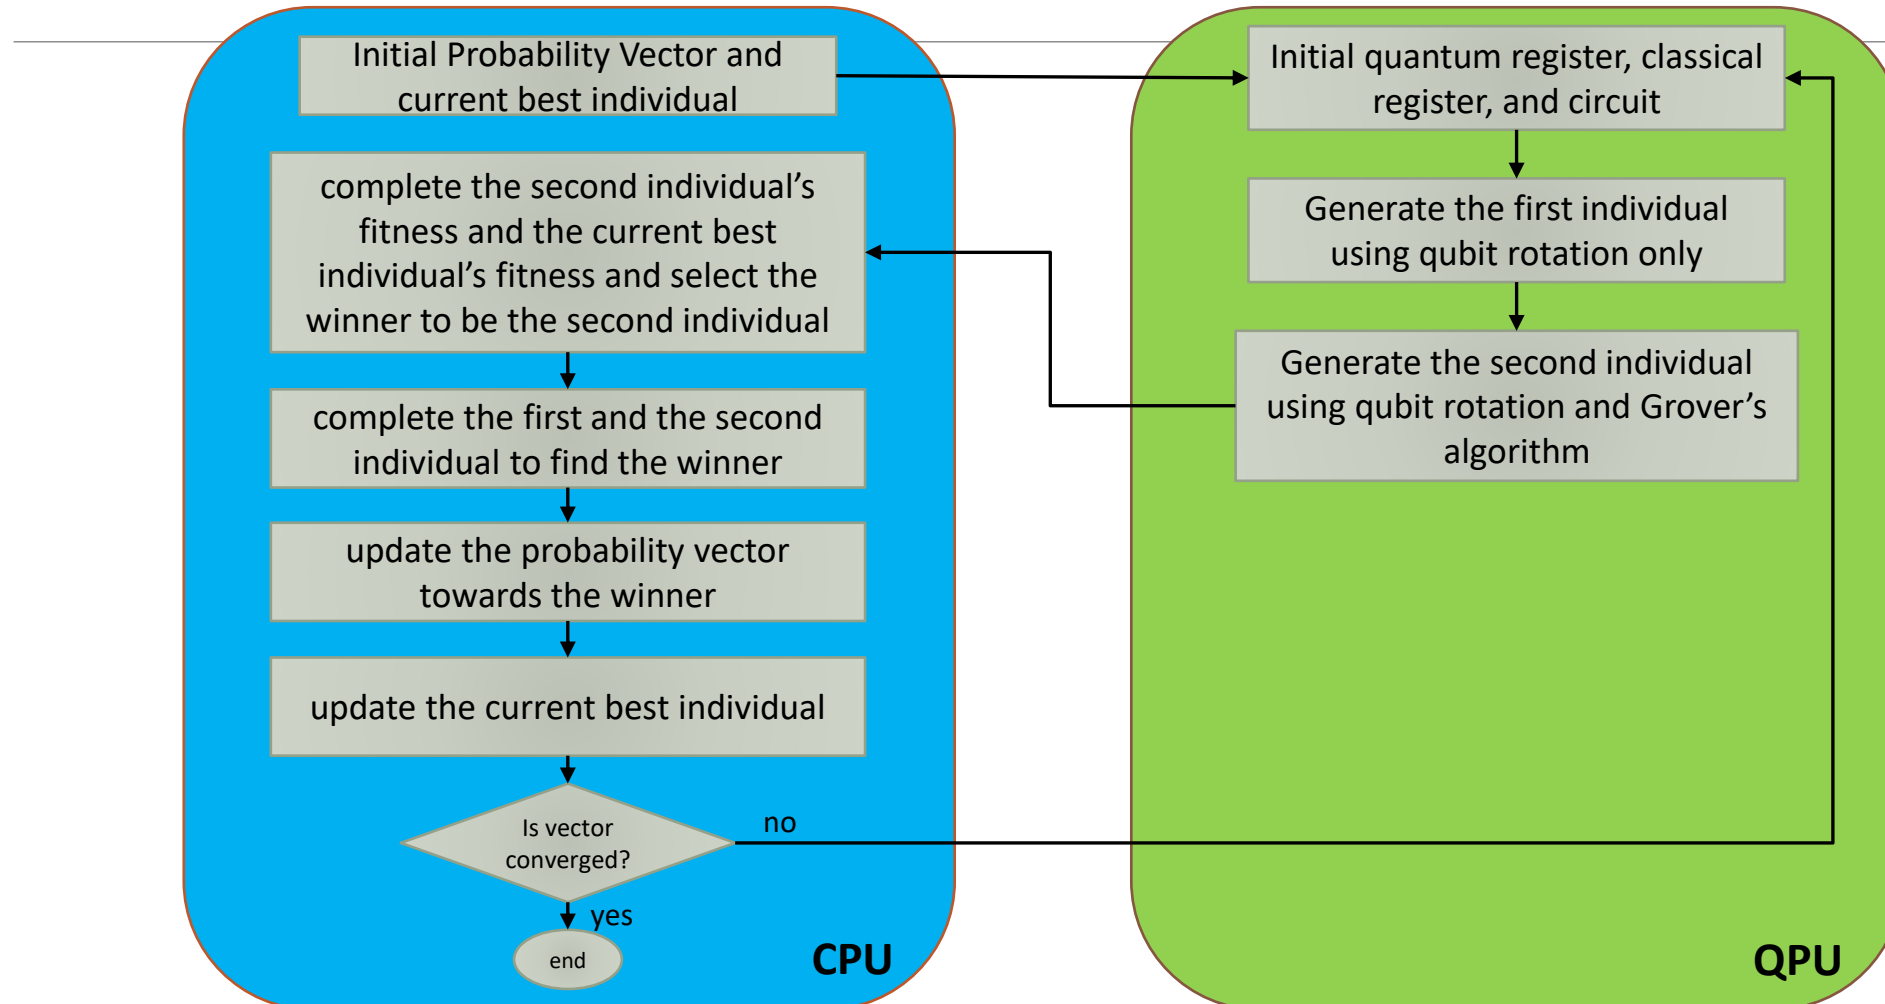 Initial Probability Vector and
current best individual
complete the second individual’s
fitness and the current best
individual’s fitness and select the
winner to be the second individual
complete the first and the second
individual to find the winner
update the probability vector
towards the winner
update the current best individual
Is vector
converged?
no
yes
end
CPU
Initial quantum register, classical
register, and circuit
Generate the first individual
using qubit rotation only
Generate the second individual
using qubit rotation and Grover’s
algorithm
QPU